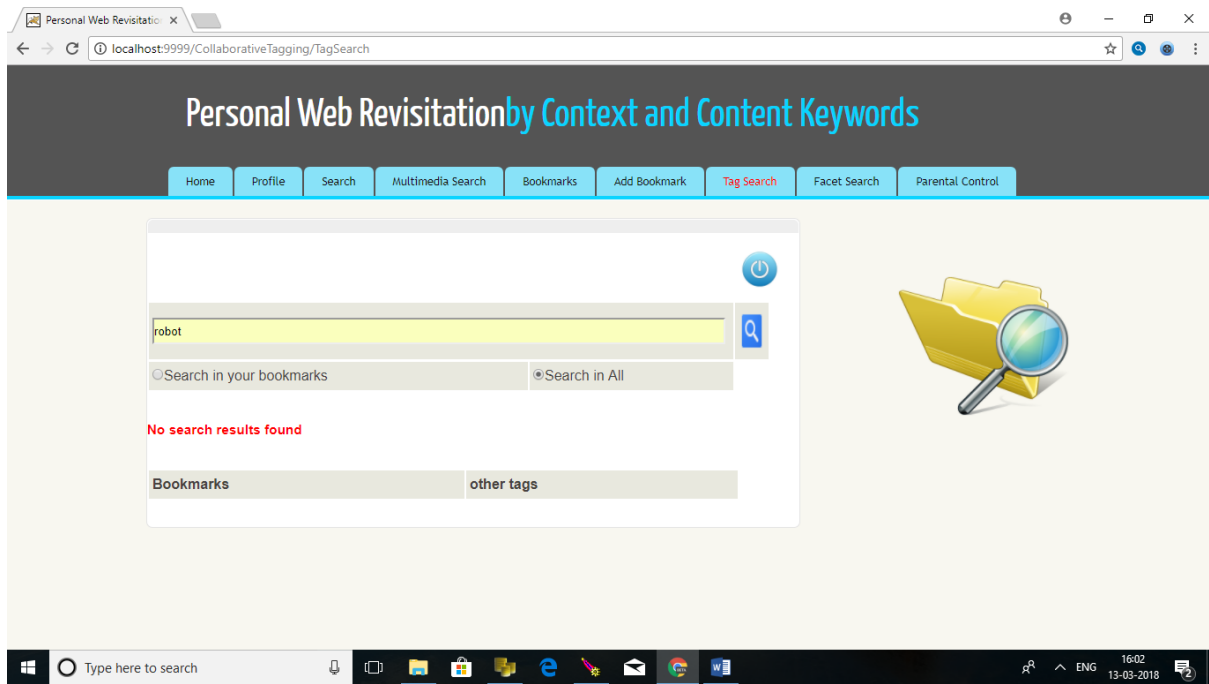 Personal Web Revisitatio
localhost:9999/CollaborativeTagging/TagSearch
Personal Web Revisitationby Context and Content Keywords
Home Profile Search Multimedia Search Bookmarks Add Bookmark Tag Search Facet Search Parental Control
robot
Search in your bookmarks Search in All
No search results found
Bookmarks other tags
Type here to search
ENG
16:02
13-03-2018
2